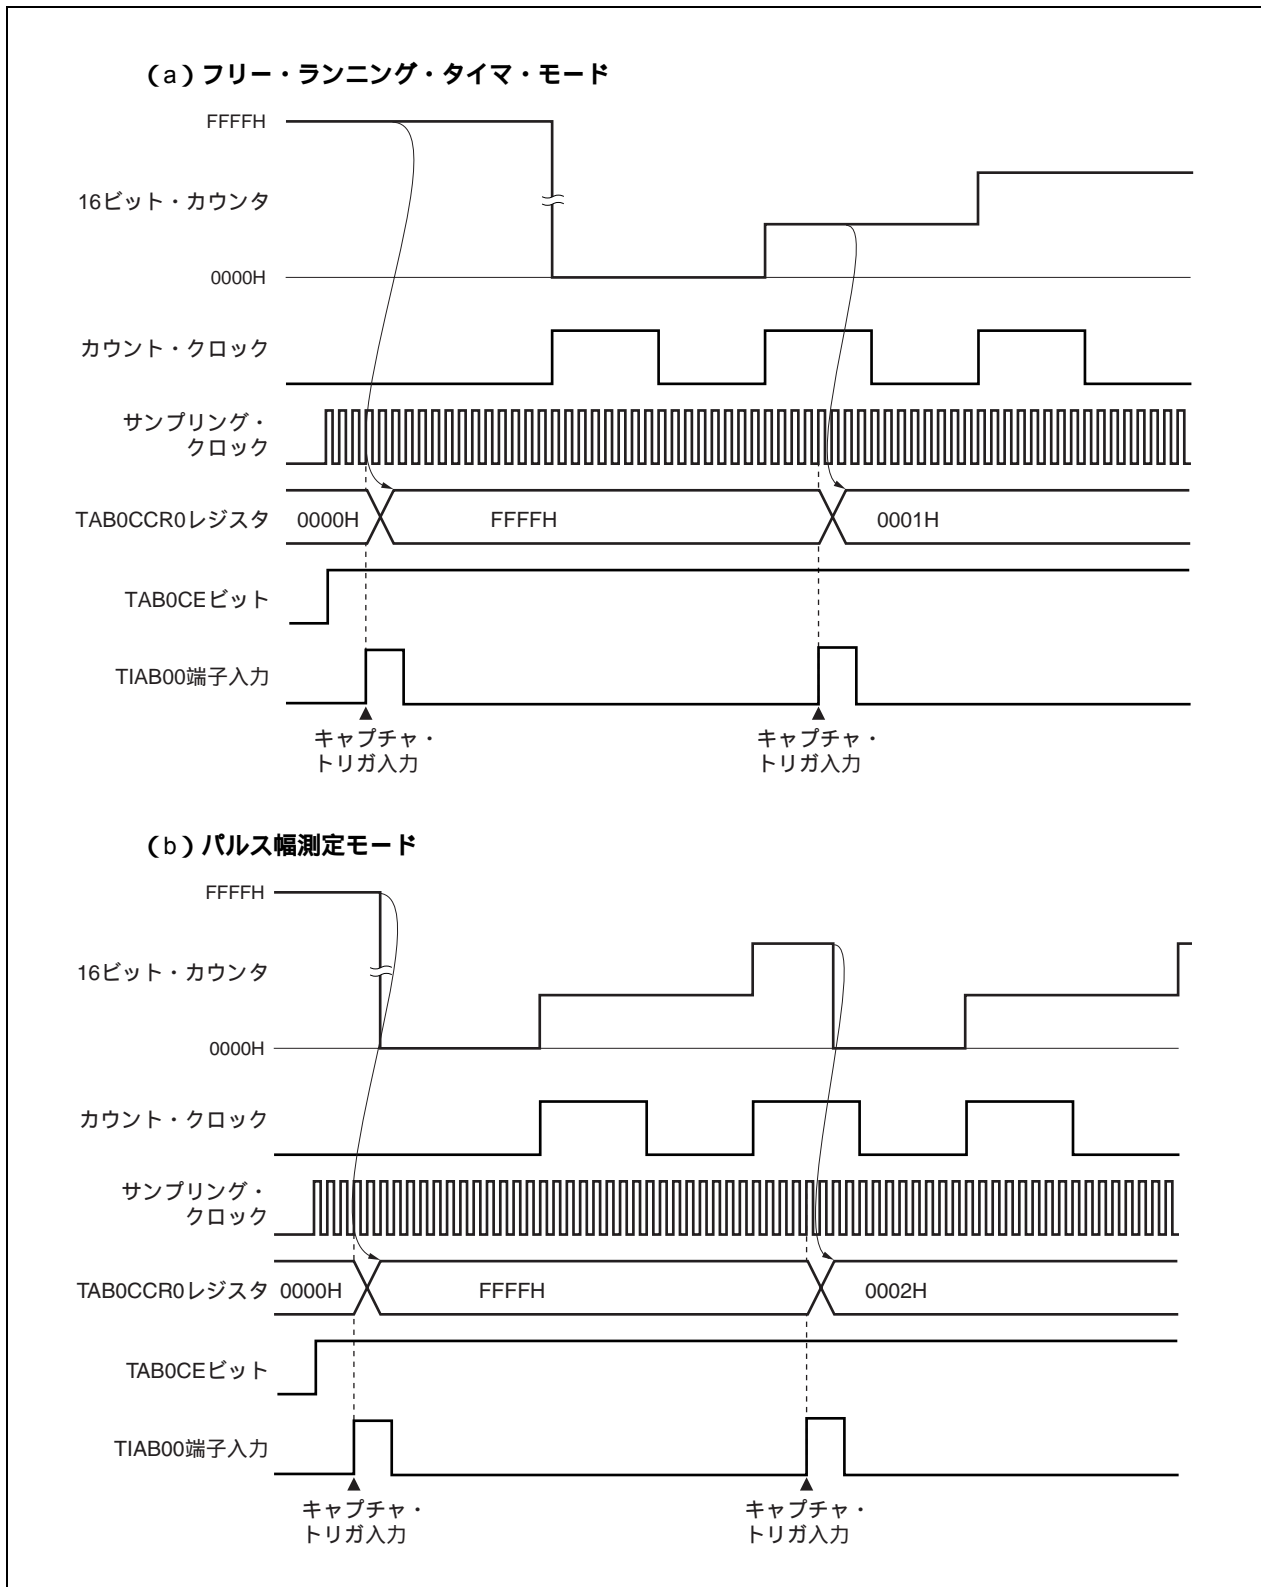 （a）フリー・ランニング・タイマ・モード
FFFFH
16ビット・カウンタ
0000H
カウント・クロック
サンプリング・
クロック
TAB0CCR0レジスタ 0000H FFFFH 0001H
TAB0CEビット
TIAB00端子入力
キャプチャ・ キャプチャ・
トリガ入力 トリガ入力
（b）パルス幅測定モード
FFFFH
16ビット・カウンタ
0000H
カウント・クロック
サンプリング・
クロック
TAB0CCR0レジスタ 0000H FFFFH 0002H
TAB0CEビット
TIAB00端子入力
キャプチャ・ キャプチャ・
トリガ入力 トリガ入力